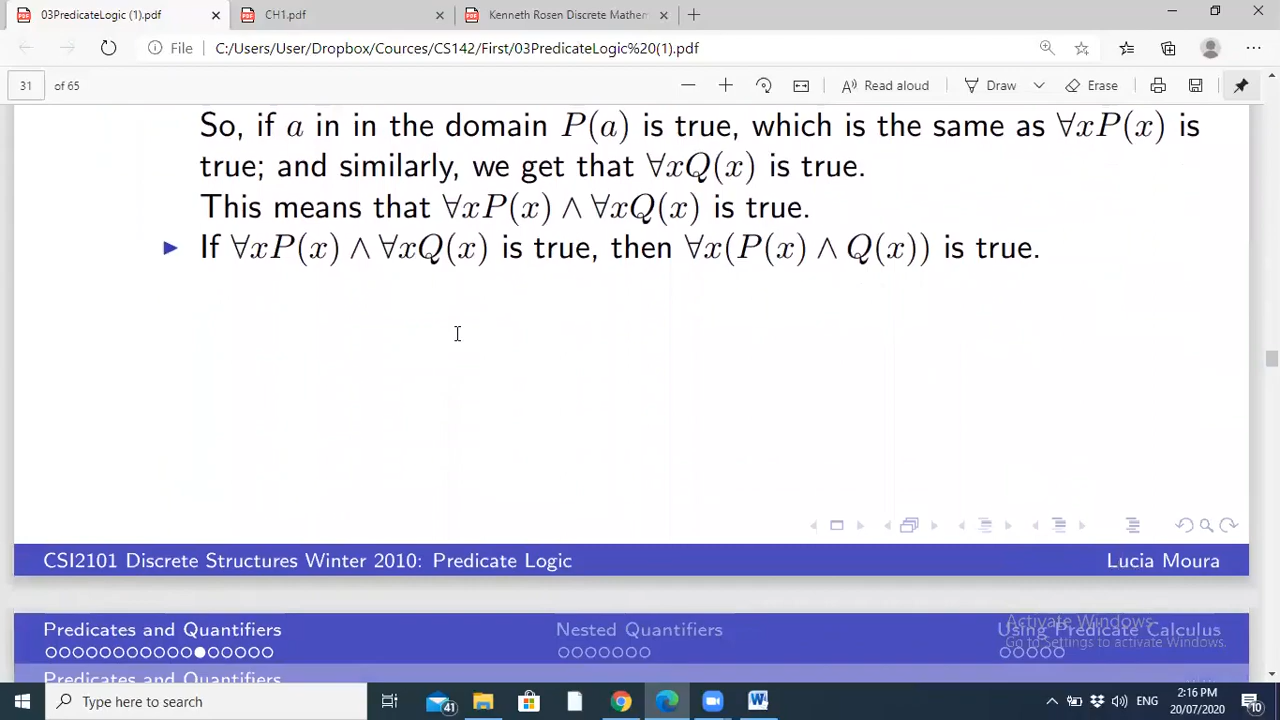 03PredicateLogic (1).pdf
CH1.pdf
Kenneth Rosen Discrete Mathem
File C:/Users/User/Dropbox/Cources/CS142/First/03PredicateLogic%20(1).pdf
31 of 65
Read aloud
Draw
Erase
So, if a in in the domain P(a) is true, which is the same as ∀xP(x) is
true; and similarly, we get that ∀xQ(x) is true.
This means that ∀xP(x) ∧ ∀xQ(x) is true.
If ∀xP(x) ∧ ∀xQ(x) is true, then ∀x(P(x) ∧ Q(x)) is true.
CSI2101 Discrete Structures Winter 2010: Predicate Logic
Lucia Moura
Predicates and Quantifiers
Nested Quantifiers
Using Predicate Calculus
Activate Windows
Go to Settings to activate Windows.
Predicates and Quantifiers
Type here to search
41
ENG
2:16 PM
20/07/2020
10